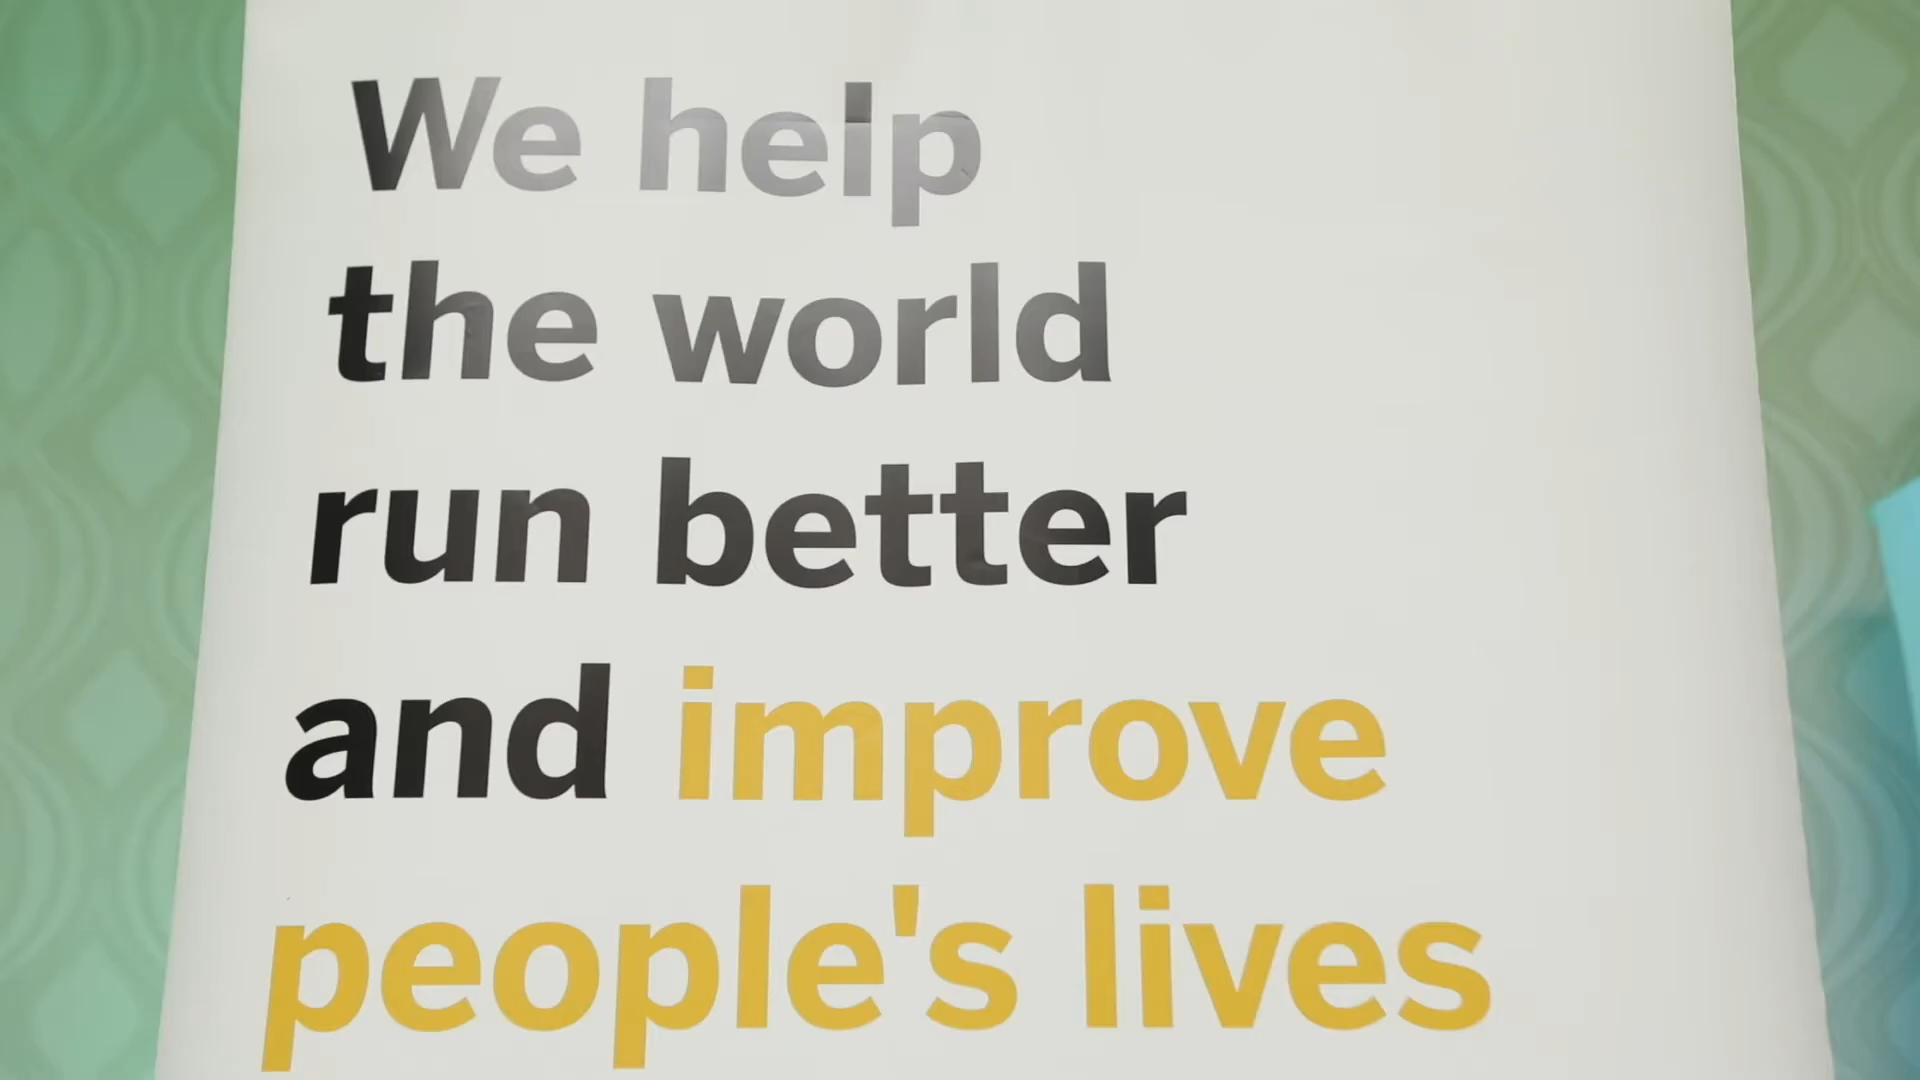 We help
the world
run better
and improve
people's lives